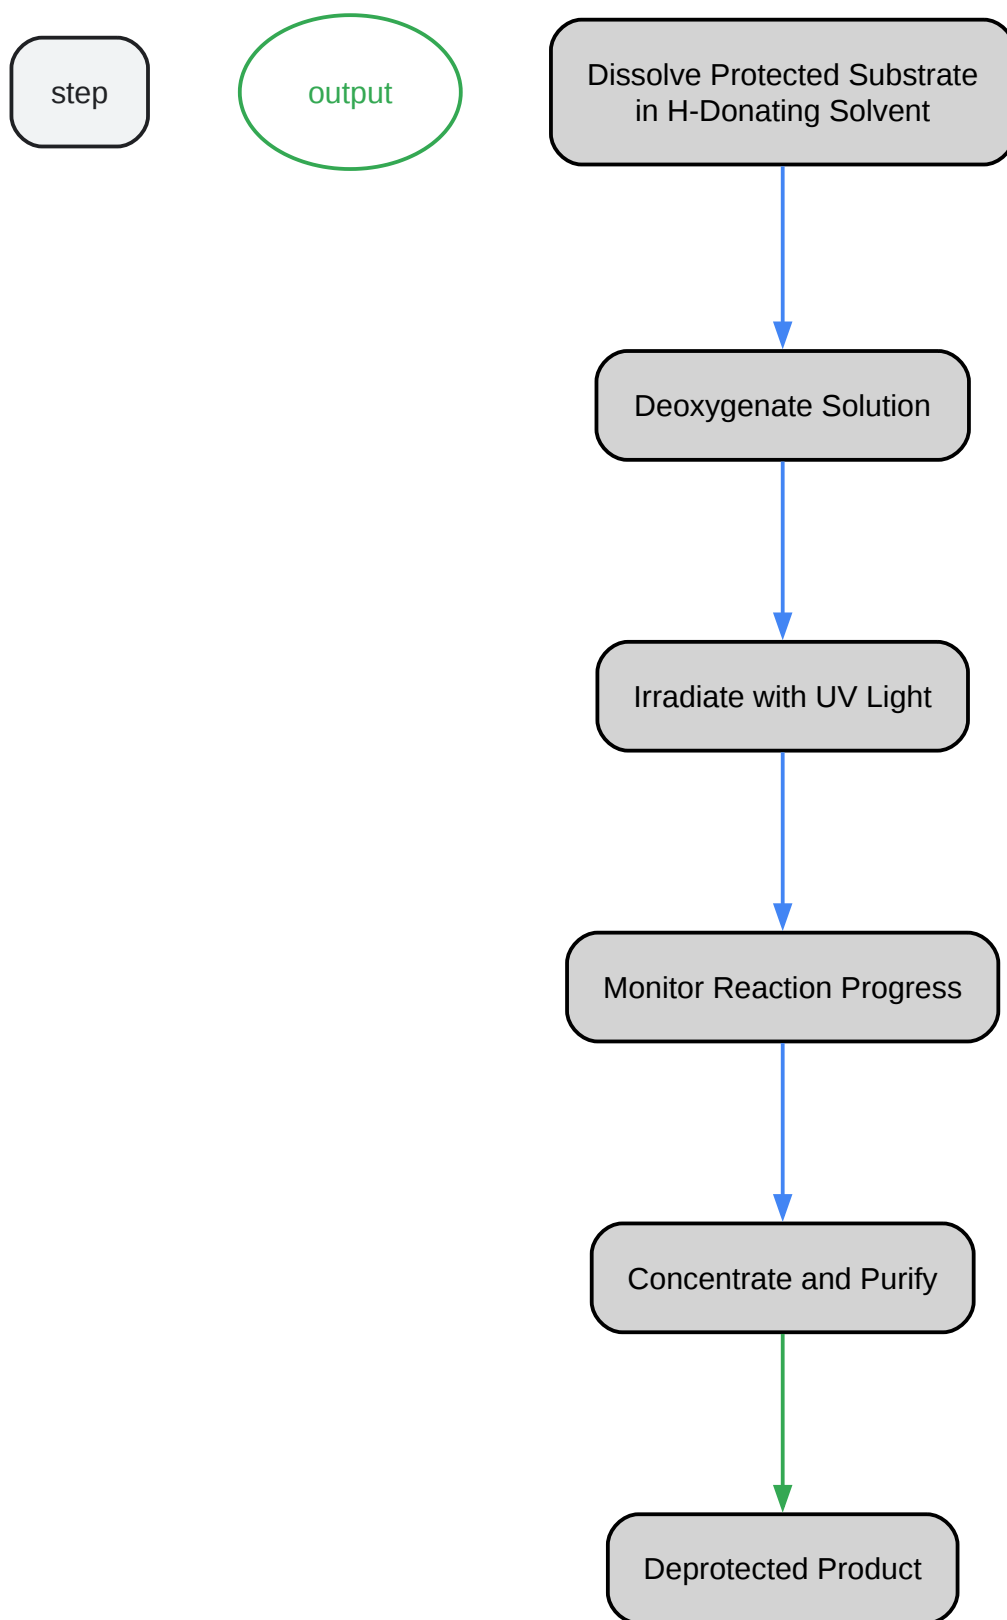 step
output
Dissolve Protected Substrate
in H-Donating Solvent
Deoxygenate Solution
Irradiate with UV Light
Monitor Reaction Progress
Concentrate and Purify
Deprotected Product